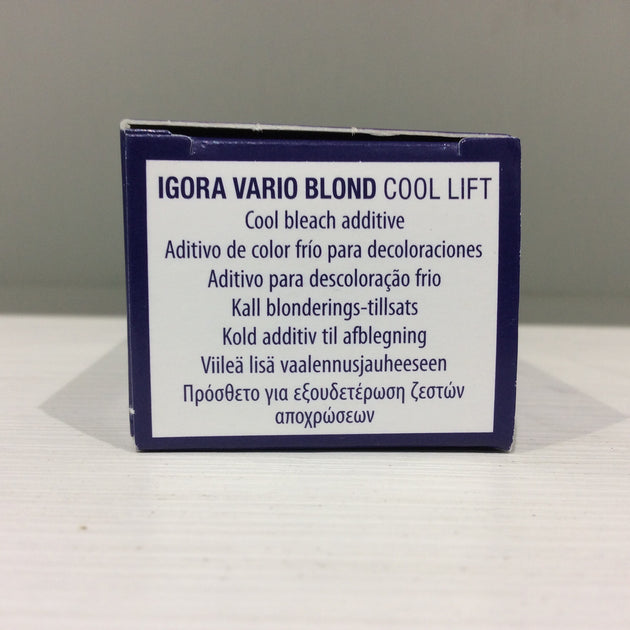 IGORA VARIO BLOND COOL LIFT
Cool bleach additive
Aditivo de color frío para decoloraciones
Aditivo para descoloração frio
Kall blonderings-tillsats
Kold additiv til afblegning
Viileä lisä vaalennusjauheeseen
Πρόσθετο για εξουδετέρωση ζεστών
αποχρώσεων